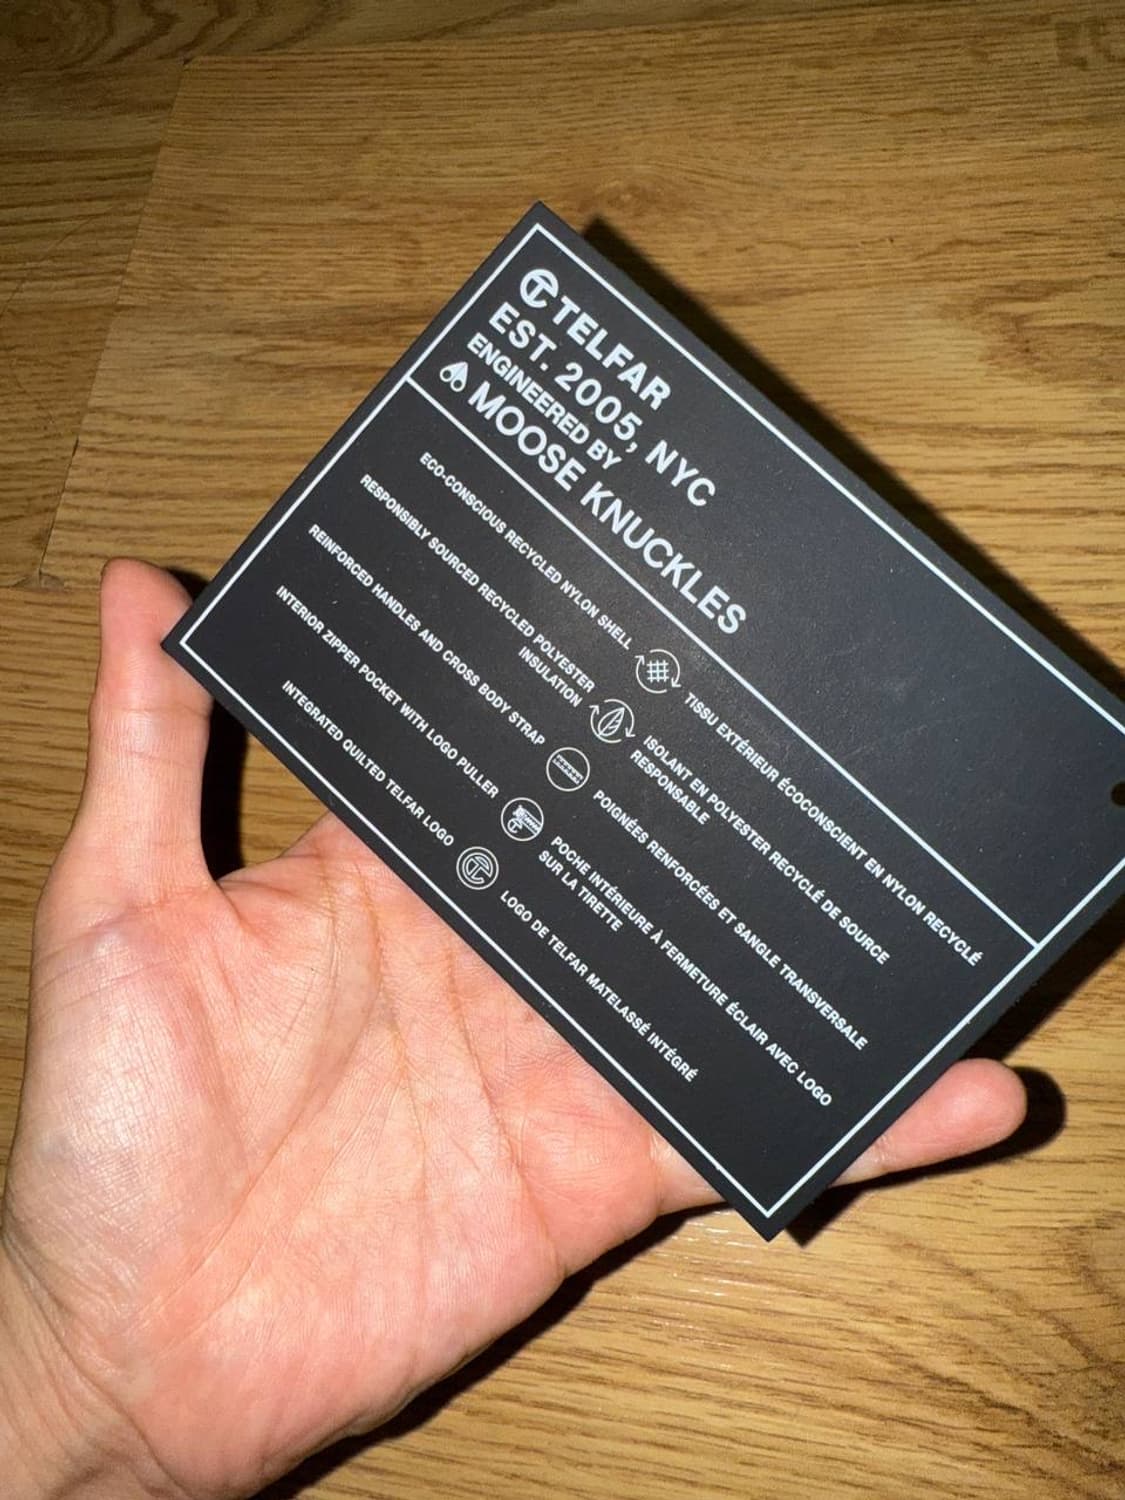 TELFAR
EST. 2005, NYC
ENGINEERED BY
MOOSE KNUCKLES
ECO-CONSCIOUS RECYCLED NYLON SHELL
TISSU EXTÉRIEUR ÉCOCONSCIENT EN NYLON RECYCLÉ
RESPONSIBLY SOURCED RECYCLED POLYESTER
INSULATION
ISOLANT EN POLYESTER RECYCLÉ DE SOURCE
RESPONSABLE
REINFORCED HANDLES AND CROSS BODY STRAP
POIGNÉES RENFORCÉES ET SANGLE TRANSVERSALE
INTERIOR ZIPPER POCKET WITH LOGO PULLER
POCHE INTÉRIEURE À FERMETURE ÉCLAIR AVEC LOGO
SUR LA TIRETTE
INTEGRATED QUILTED TELFAR LOGO
LOGO DE TELFAR MATELASSÉ INTÉGRÉ